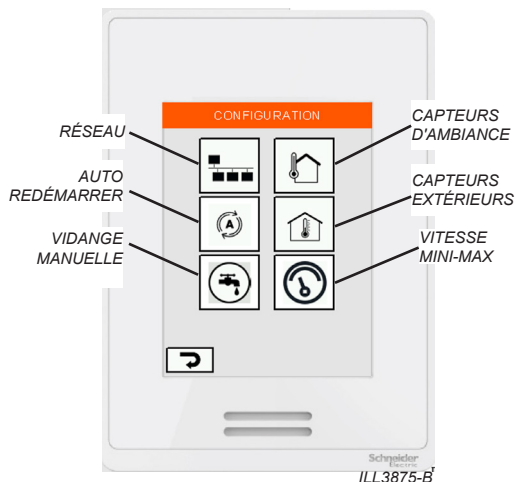 CONFIGURATION
RÉSEAU
CAPTEURS
D'AMBIANCE
AUTO
REDÉMARRER
A
CAPTEURS
EXTÉRIEURS
VIDANGE
MANUELLE
VITESSE
MINI-MAX
Schneider
Electric
ILL3875-B